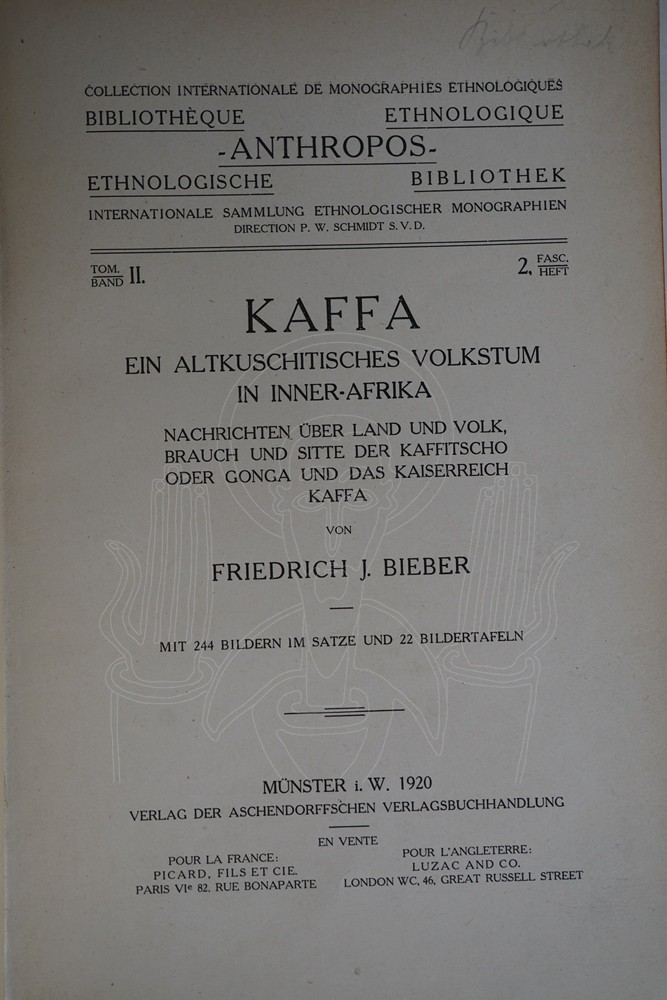 Bibliothek
COLLECTION INTERNATIONALE DE MONOGRAPHIES ETHNOLOGIQUES
BIBLIOTHÈQUE ETHNOLOGIQUE
-ANTHROPOS-
ETHNOLOGISCHE BIBLIOTHEK
INTERNATIONALE SAMMLUNG ETHNOLOGISCHER MONOGRAPHIEN
DIRECTION P. W. SCHMIDT S. V. D.
TOM. BAND II. 2. FASC. HEFT
KAFFA
EIN ALTKUSCHITISCHES VOLKSTUM
IN INNER-AFRIKA
NACHRICHTEN ÜBER LAND UND VOLK,
BRAUCH UND SITTE DER KAFFITSCHO
ODER GONGA UND DAS KAISERREICH
KAFFA
VON
FRIEDRICH J. BIEBER
MIT 244 BILDERN IM SATZE UND 22 BILDERTAFELN
MÜNSTER i. W. 1920
VERLAG DER ASCHENDORFFSCHEN VERLAGSBUCHHANDLUNG
EN VENTE
POUR LA FRANCE:
PICARD, FILS ET CIE.
PARIS VIe 82, RUE BONAPARTE
POUR L'ANGLETERRE:
LUZAC AND CO.
LONDON WC, 46, GREAT RUSSELL STREET